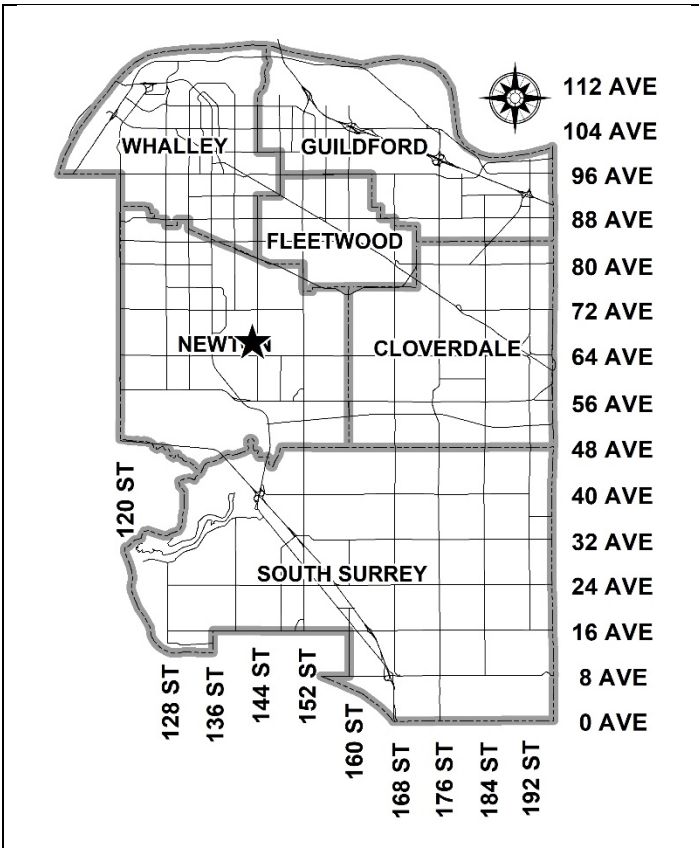 112 AVE
104 AVE
WHALLEY
GUILDFORD
96 AVE
88 AVE
FLEETWOOD
80 AVE
72 AVE
CLOVERDALE
64 AVE
56 AVE
48 AVE
120 ST
40 AVE
32 AVE
SOUTH SURREY
24 AVE
16 AVE
128 ST
136 ST
144 ST
152 ST
160 ST
8 AVE
0 AVE
168 ST
176 ST
184 ST
192 ST